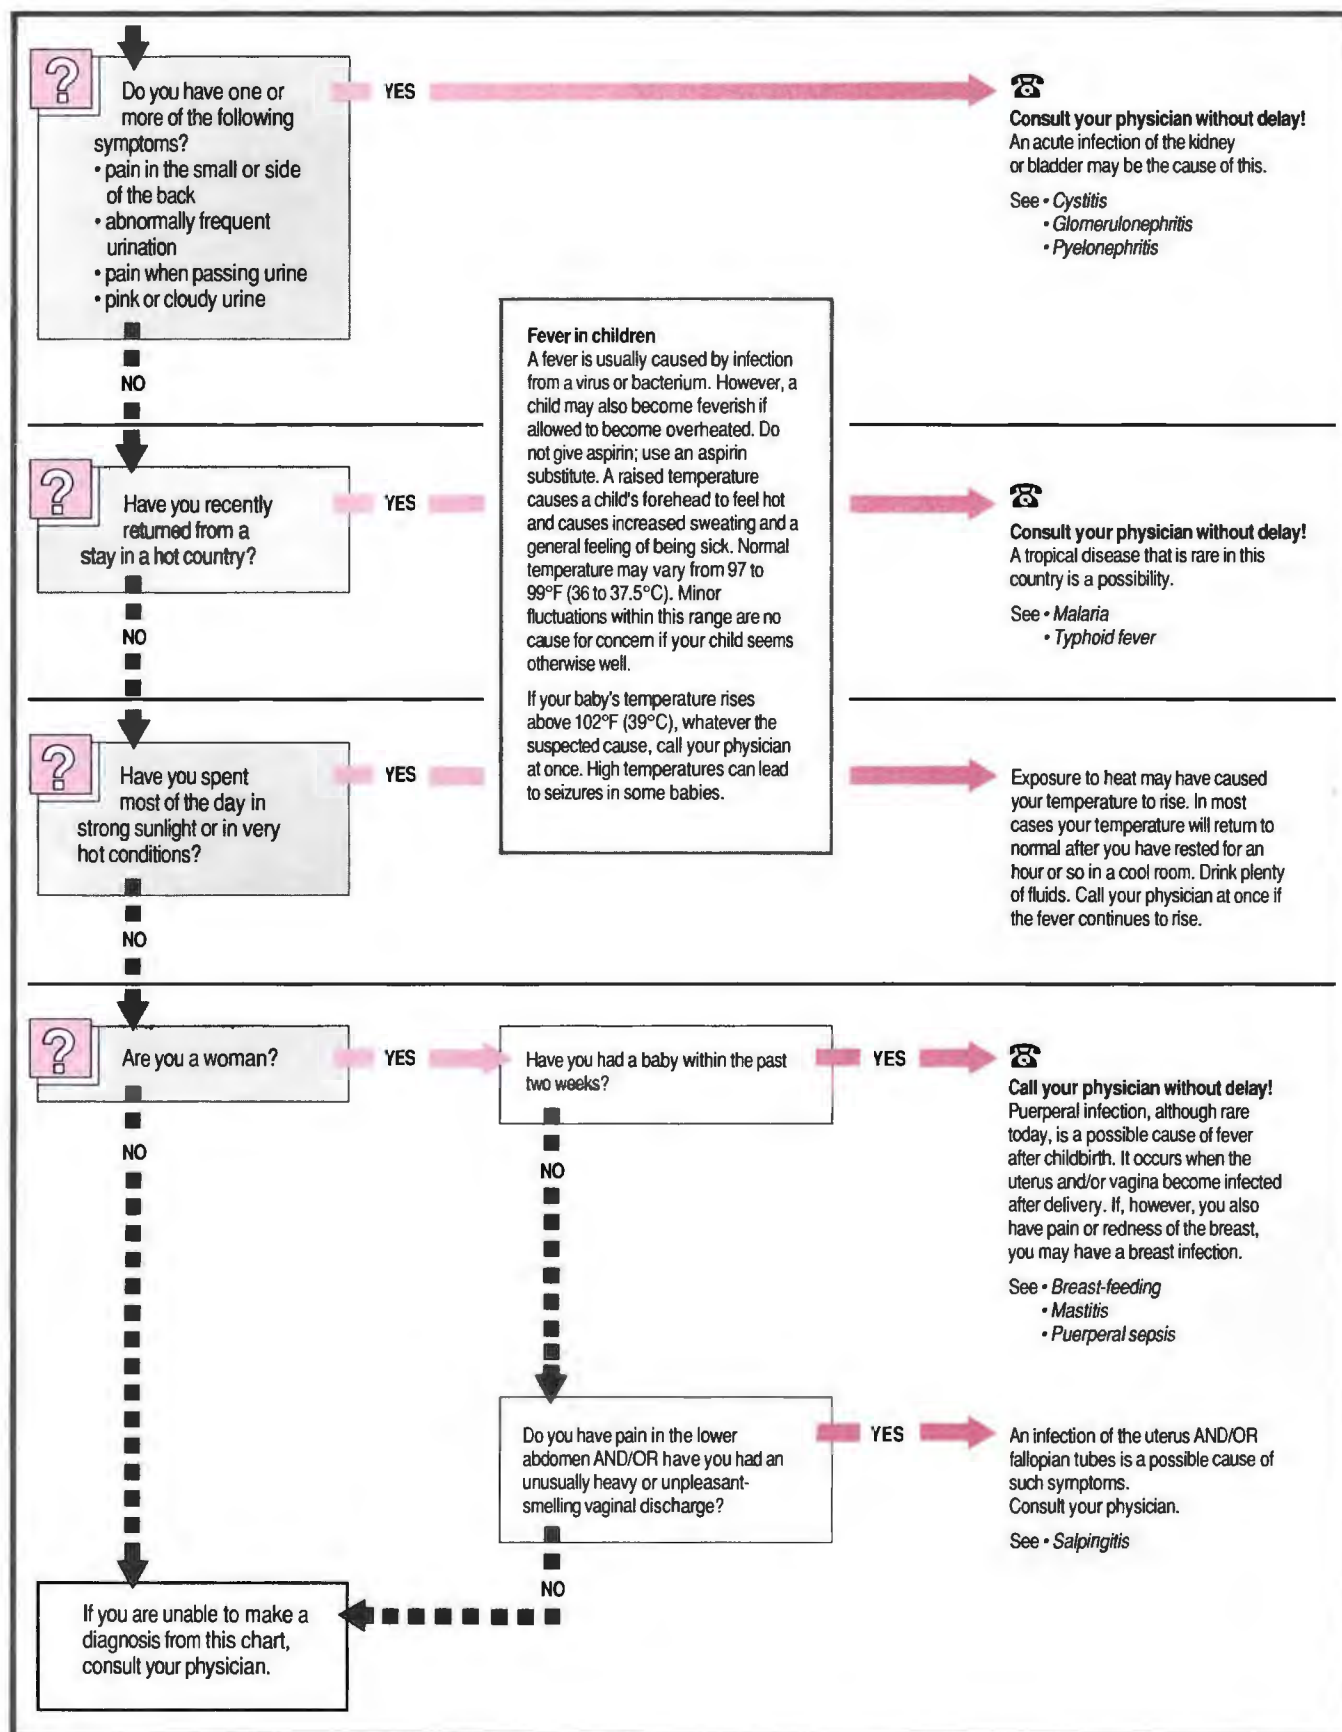 ?
Do you have one or
more of the following
symptoms?
• pain in the small or side
of the back
• abnormally frequent
urination
• pain when passing urine
• pink or cloudy urine
YES
Consult your physician without delay!
An acute infection of the kidney
or bladder may be the cause of this.
See • Cystitis
• Glomerulonephritis
• Pyelonephritis
NO
Fever in children
A fever is usually caused by infection
from a virus or bacterium. However, a
child may also become feverish if
allowed to become overheated. Do
not give aspirin; use an aspirin
substitute. A raised temperature
causes a child's forehead to feel hot
and causes increased sweating and a
general feeling of being sick. Normal
temperature may vary from 97 to
99°F (36 to 37.5°C). Minor
fluctuations within this range are no
cause for concern if your child seems
otherwise well.
If your baby's temperature rises
above 102°F (39°C), whatever the
suspected cause, call your physician
at once. High temperatures can lead
to seizures in some babies.
?
Have you recently
returned from a
stay in a hot country?
YES
Consult your physician without delay!
A tropical disease that is rare in this
country is a possibility.
See • Malaria
• Typhoid fever
NO
?
Have you spent
most of the day in
strong sunlight or in very
hot conditions?
YES
Exposure to heat may have caused
your temperature to rise. In most
cases your temperature will return to
normal after you have rested for an
hour or so in a cool room. Drink plenty
of fluids. Call your physician at once if
the fever continues to rise.
NO
?
Are you a woman?
YES
Have you had a baby within the past
two weeks?
YES
Call your physician without delay!
Puerperal infection, although rare
today, is a possible cause of fever
after childbirth. It occurs when the
uterus and/or vagina become infected
after delivery. If, however, you also
have pain or redness of the breast,
you may have a breast infection.
See • Breast-feeding
• Mastitis
• Puerperal sepsis
NO
NO
Do you have pain in the lower
abdomen AND/OR have you had an
unusually heavy or unpleasant-
smelling vaginal discharge?
YES
An infection of the uterus AND/OR
fallopian tubes is a possible cause of
such symptoms.
Consult your physician.
See • Salpingitis
NO
If you are unable to make a
diagnosis from this chart,
consult your physician.